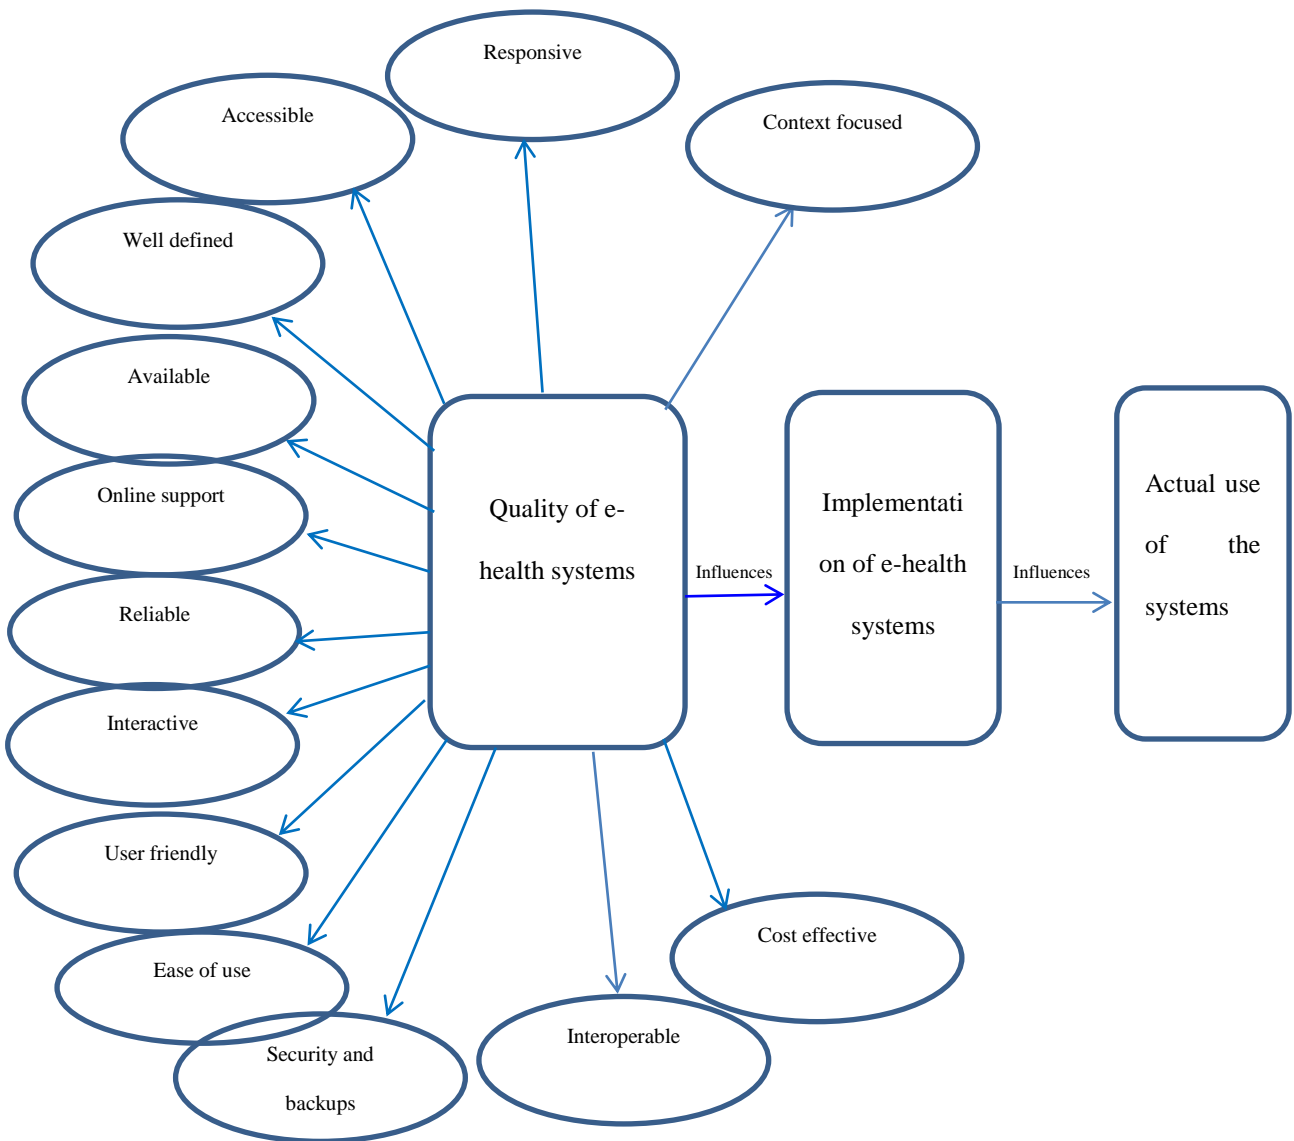 Responsive
Accessible
Context focused
Well defined
Available
Online support
Reliable
Interactive
User friendly
Ease of use
Security and
backups
Interoperable
Cost effective
Quality of e-
health systems
Influences
Implementati
on of e-health
systems
Influences
Actual use
of the
systems